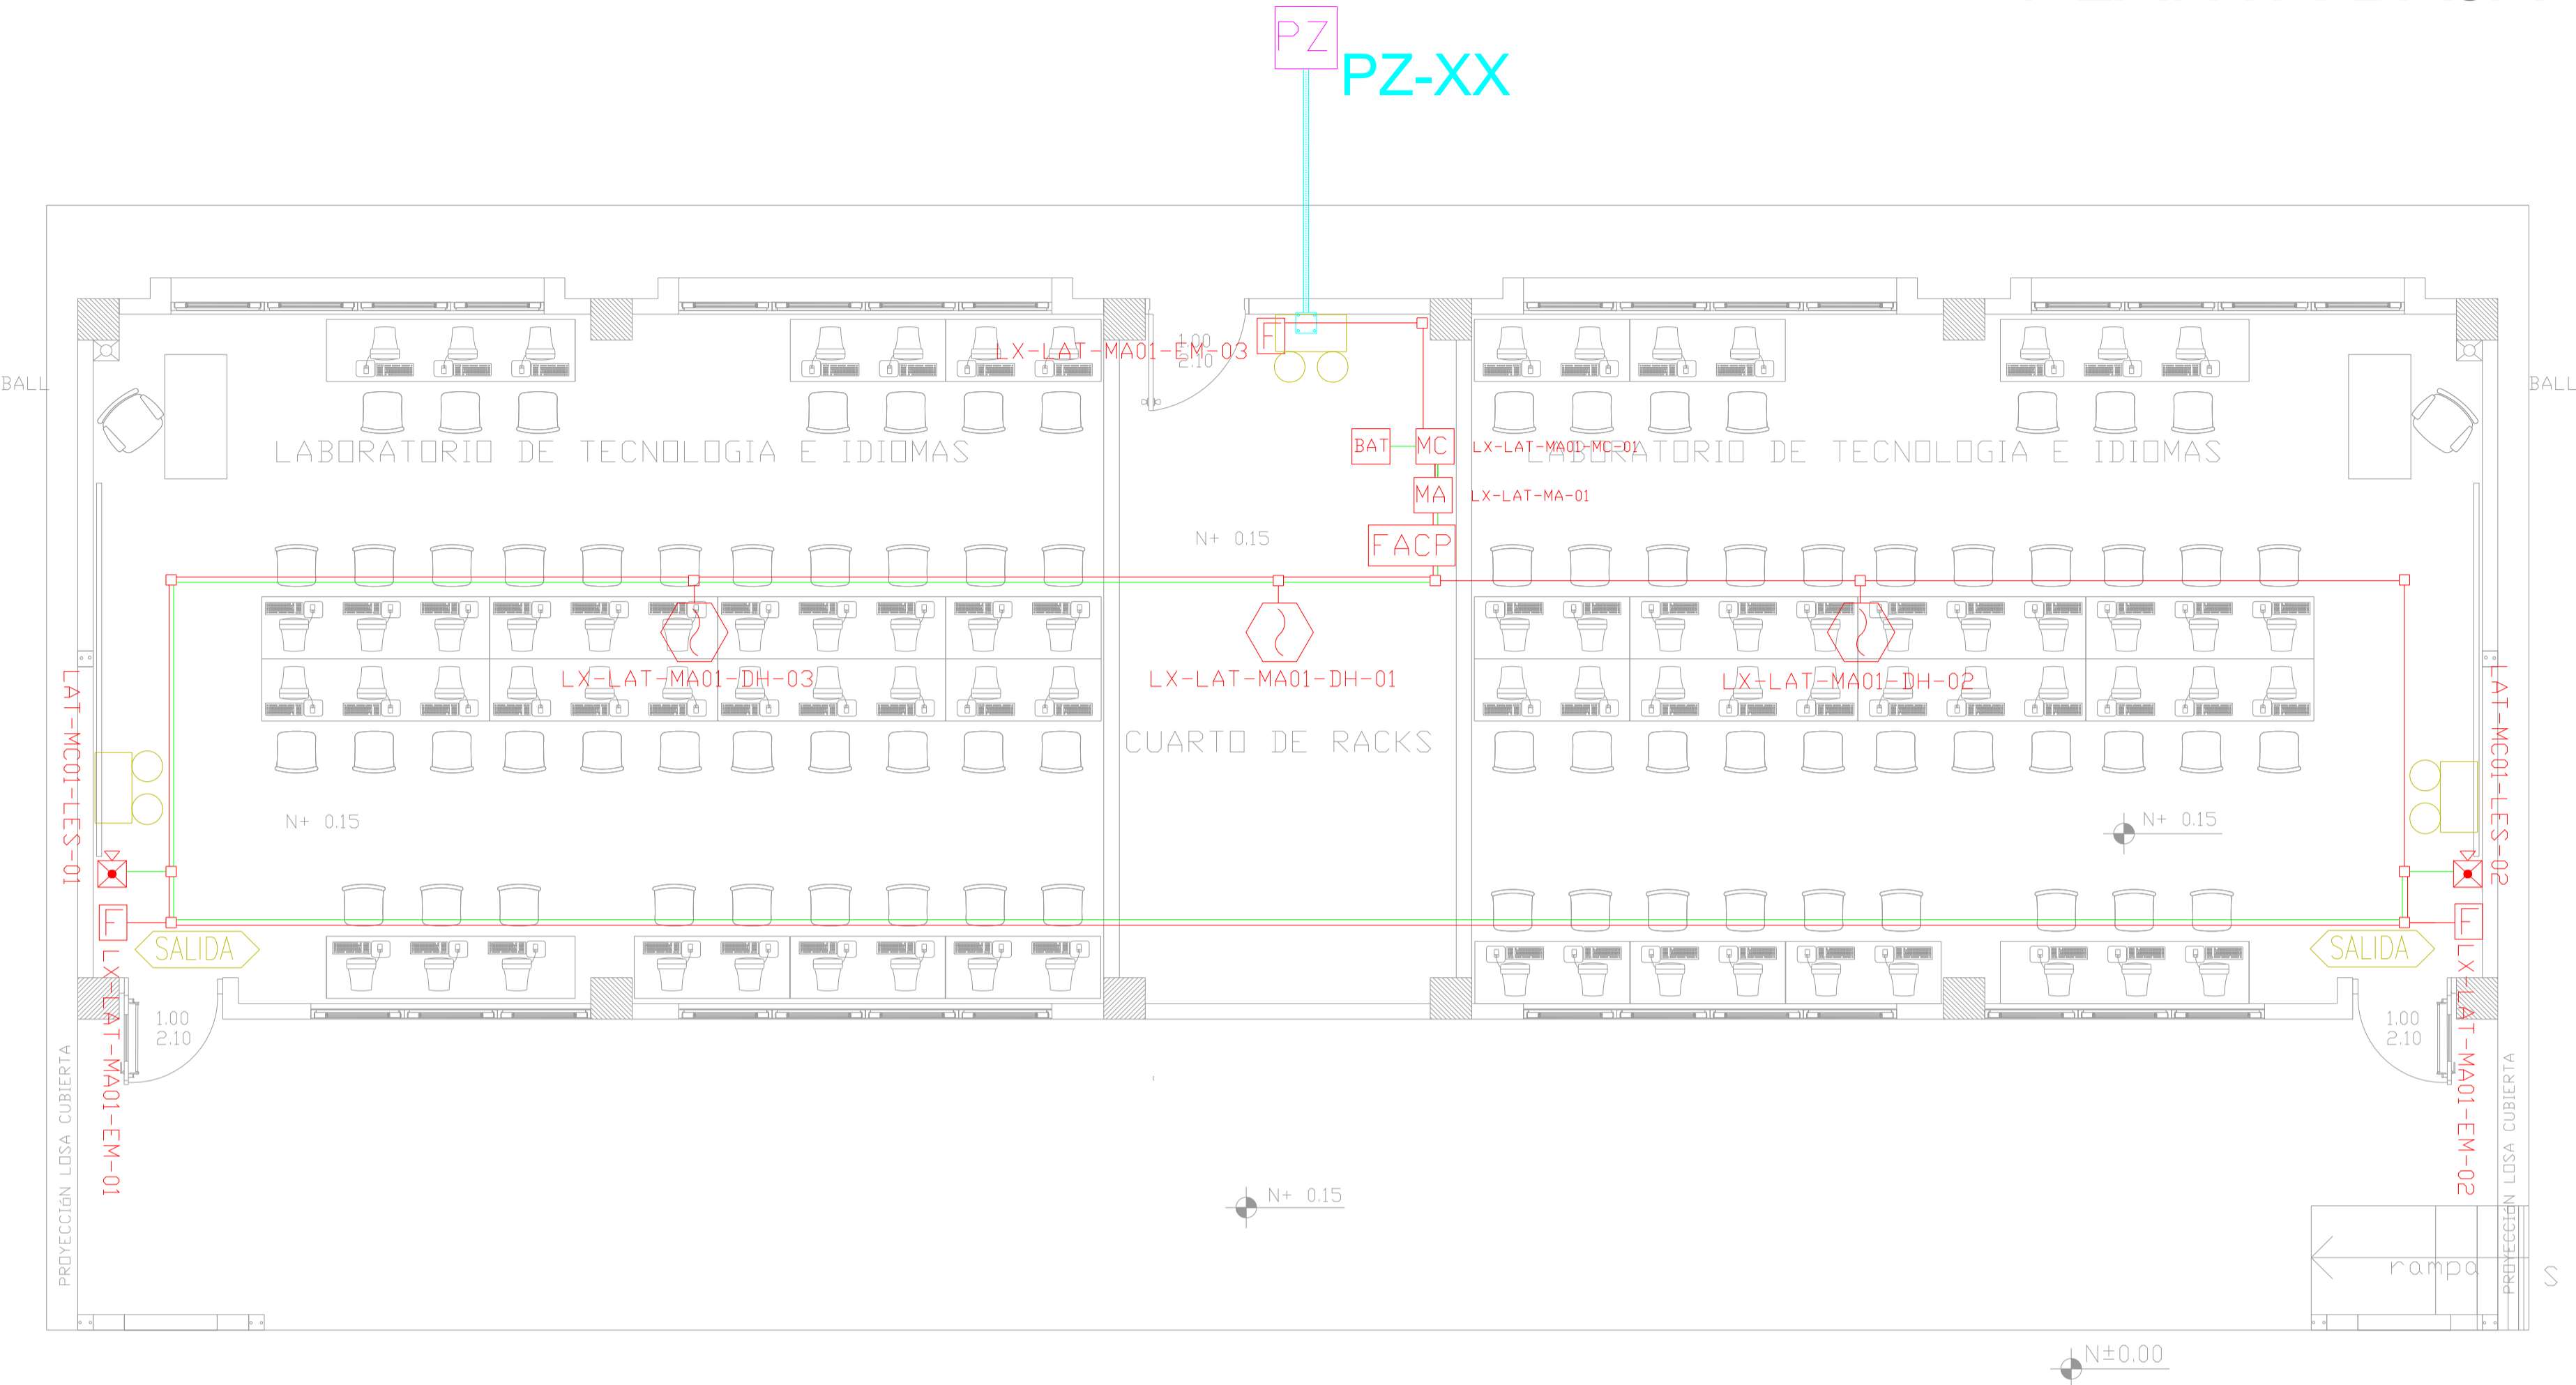 PZ
PZ-XX
F
LX-LAT-MA01-EM-03
1.00
2.10
BALL
BALL
LABORATORIO DE TECNOLOGIA E IDIOMAS
BAT
MC
LX-LAT-MA01-MC-01
LABORATORIO DE TECNOLOGIA E IDIOMAS
MA
LX-LAT-MA-01
N+ 0.15
FACP
LX-LAT-MA01-DH-03
LX-LAT-MA01-DH-01
LX-LAT-MA01-DH-02
LAT-MC01-LES-01
LAT-MC01-LES-02
CUARTO DE RACKS
N+ 0.15
N+ 0.15
F
F
SALIDA
SALIDA
LX-LAT-MA01-EM-01
LX-LAT-MA01-EM-02
1.00
2.10
1.00
2.10
PROYECCIÓN LOSA CUBIERTA
PROYECCIÓN LOSA CUBIERTA
N+ 0.15
rampa
S
N±0.00